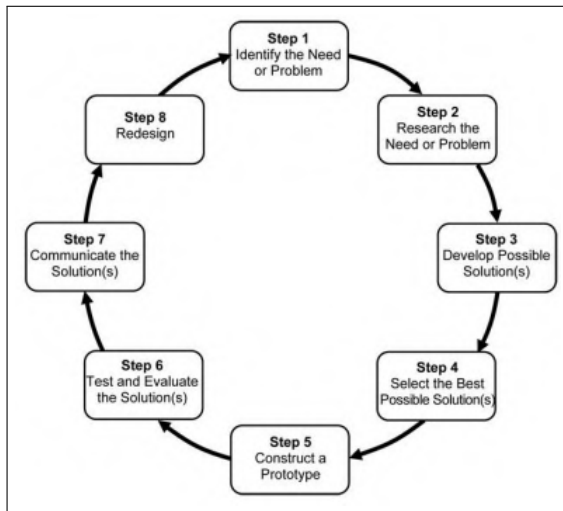 Step 1
Identify the Need
or Problem
Step 2
Research the
Need or Problem
Step 3
Develop Possible
Solution(s)
Step 4
Select the Best
Possible Solution(s)
Step 5
Construct a
Prototype
Step 6
Test and Evaluate
the Solution(s)
Step 7
Communicate the
Solution(s)
Step 8
Redesign